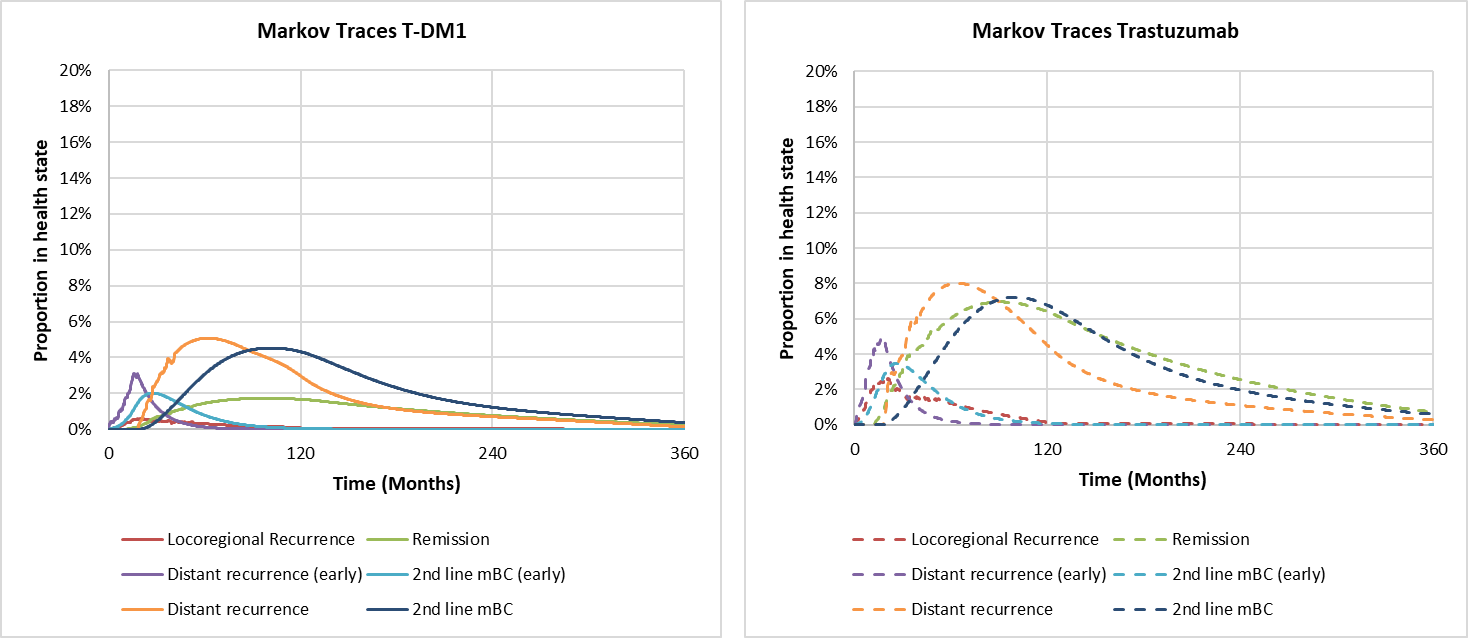 Markov Traces T-DM1
20%
18%
16%
14%
12%
10%
8%
6%
4%
2%
0%
Proportion in health state
0 120 240 360
Time (Months)
Locoregional Recurrence Remission
Distant recurrence (early) 2nd line mBC (early)
Distant recurrence 2nd line mBC
Markov Traces Trastuzumab
20%
18%
16%
14%
12%
10%
8%
6%
4%
2%
0%
Proportion in health state
0 120 240 360
Time (Months)
Locoregional Recurrence Remission
Distant recurrence (early) 2nd line mBC (early)
Distant recurrence 2nd line mBC